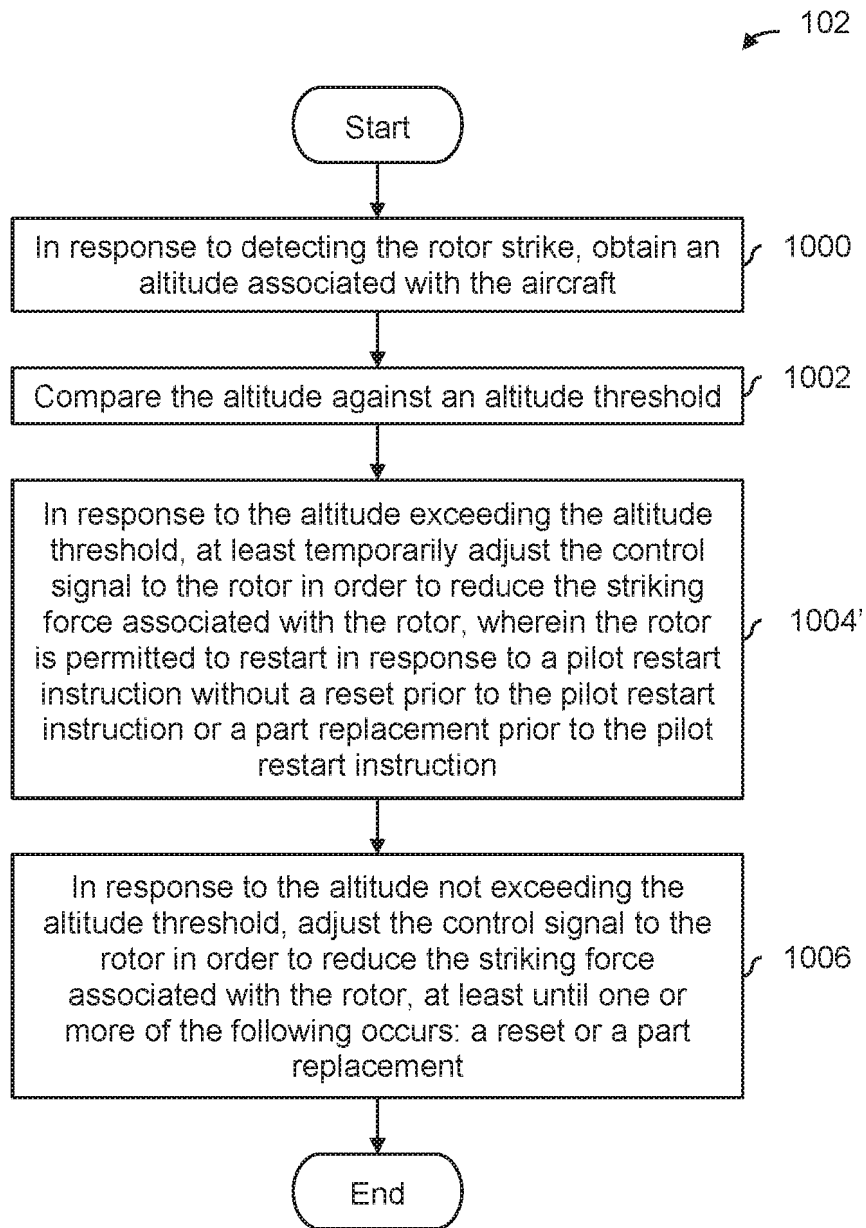 102
Start
In response to detecting the rotor strike, obtain an
altitude associated with the aircraft
1000
Compare the altitude against an altitude threshold
1002
In response to the altitude exceeding the altitude
threshold, at least temporarily adjust the control
signal to the rotor in order to reduce the striking
force associated with the rotor, wherein the rotor
is permitted to restart in response to a pilot restart
instruction without a reset prior to the pilot restart
instruction or a part replacement prior to the pilot
restart instruction
1004'
In response to the altitude not exceeding the
altitude threshold, adjust the control signal to the
rotor in order to reduce the striking force
associated with the rotor, at least until one or
more of the following occurs: a reset or a part
replacement
1006
End